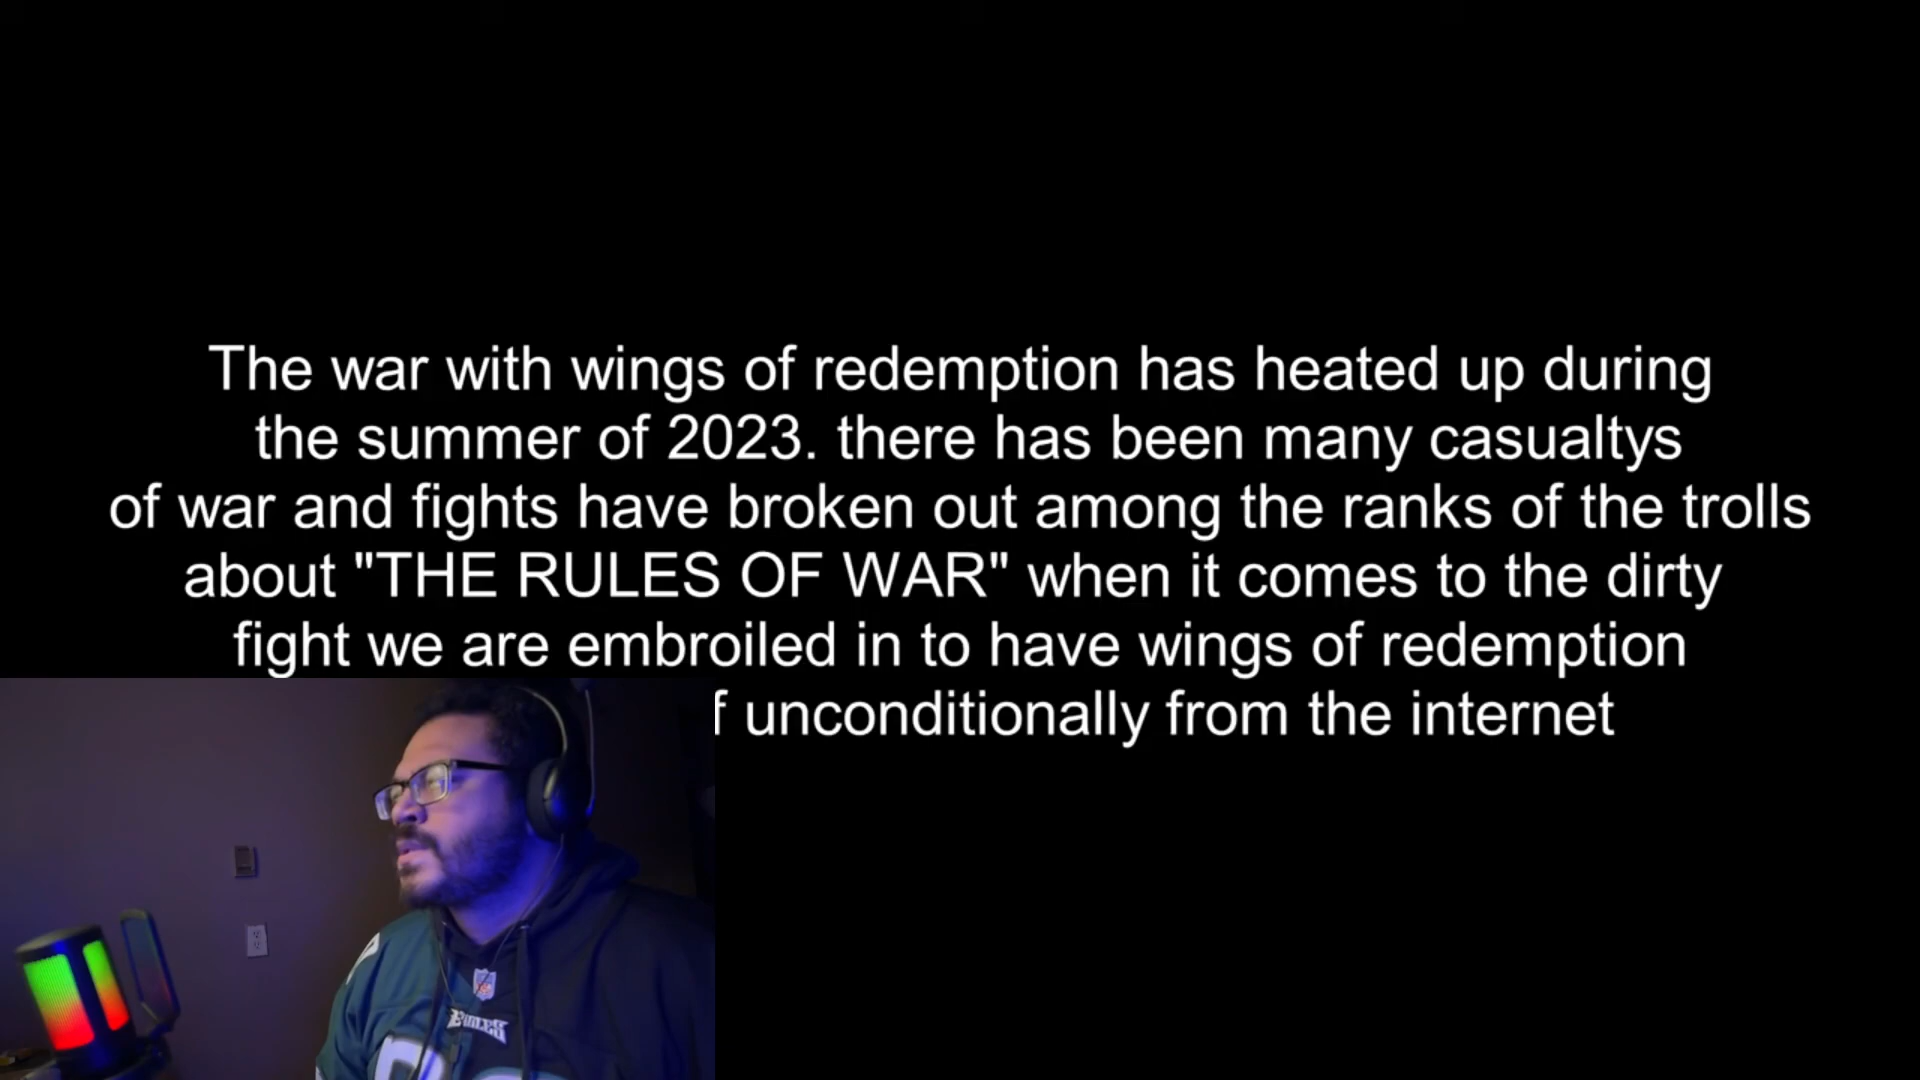 The war with wings of redemption has heated up during
the summer of 2023. there has been many casualtys
of war and fights have broken out among the ranks of the trolls
about "THE RULES OF WAR" when it comes to the dirty
fight we are embroiled in to have wings of redemption
unconditionally from the internet
EAGLES